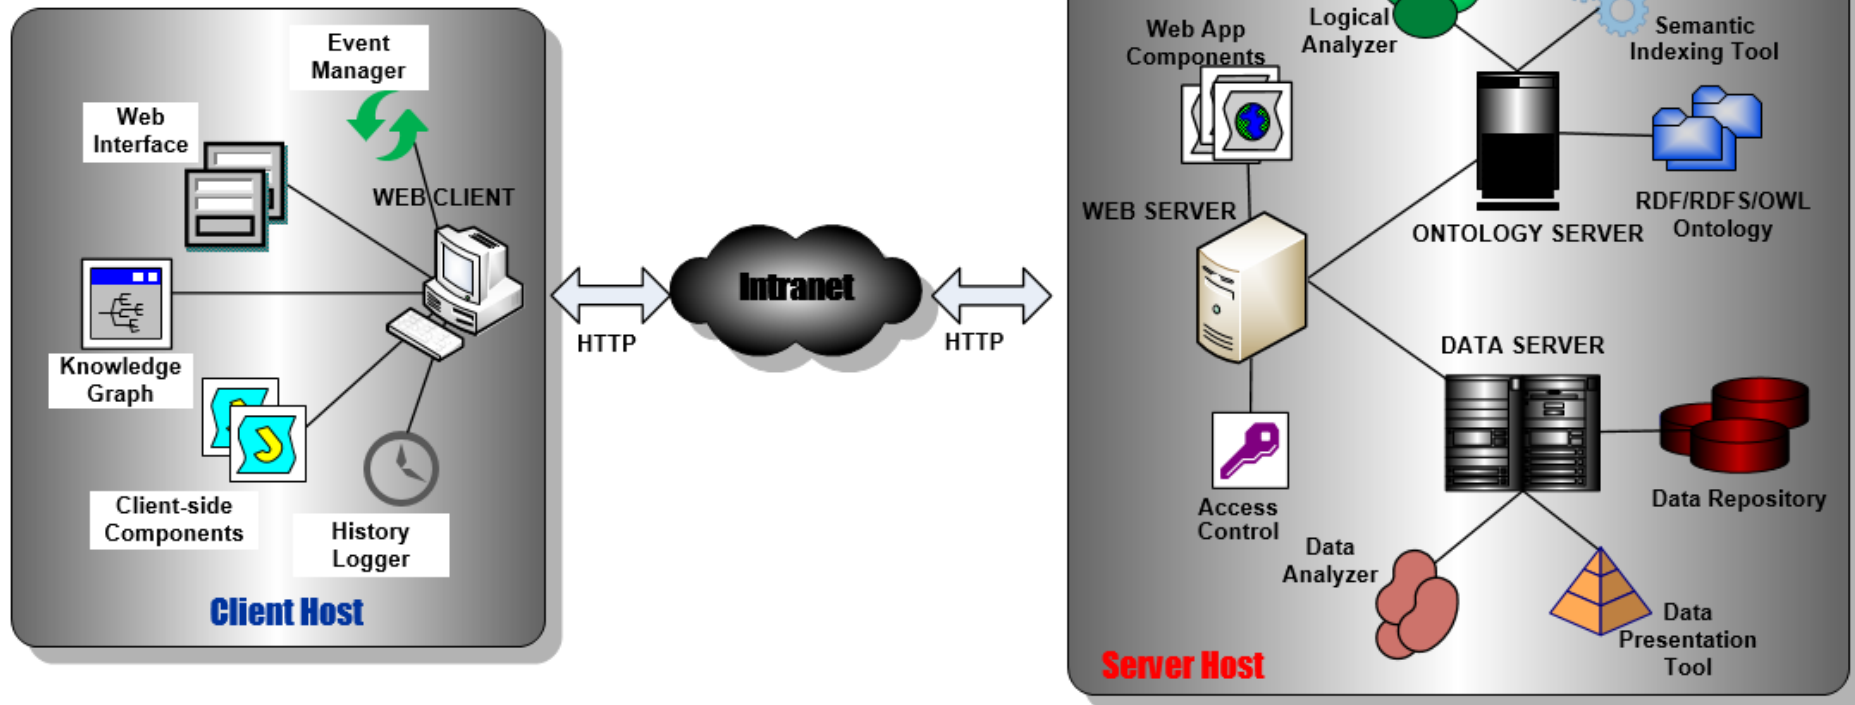 Event
Manager
Web
Interface
WEB CLIENT
Knowledge
Graph
Client-side
Components
History
Logger
Client Host
HTTP
Intranet
HTTP
Web App
Components
Logical
Analyzer
Semantic
Indexing Tool
WEB SERVER
ONTOLOGY SERVER
RDF/RDFS/OWL
Ontology
DATA SERVER
Data Repository
Access
Control
Data
Analyzer
Data
Presentation
Tool
Server Host